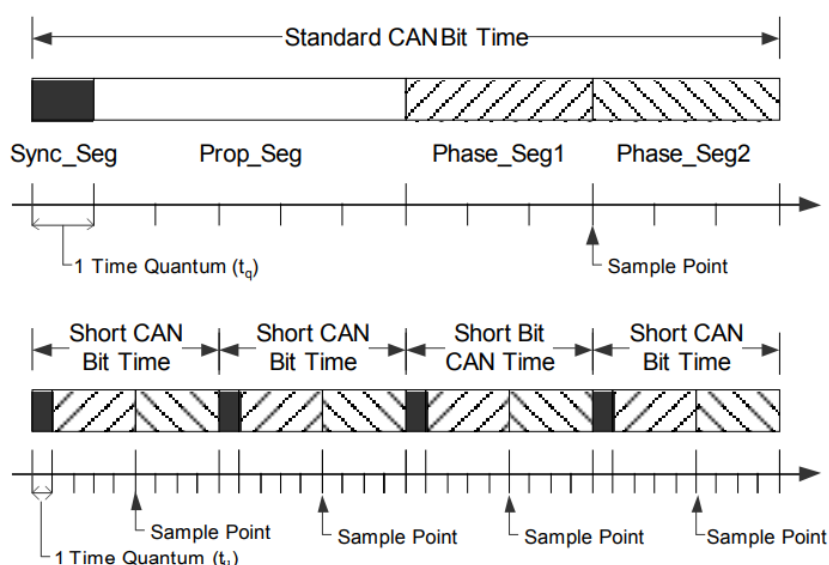 Standard CAN Bit Time
Sync_Seg
Prop_Seg
Phase_Seg1
Phase_Seg2
1 Time Quantum (tq)
Sample Point
Short CAN
Bit Time
Short CAN
Bit Time
Short Bit
CAN Time
Short CAN
Bit Time
Sample Point
Sample Point
Sample Point
Sample Point
1 Time Quantum